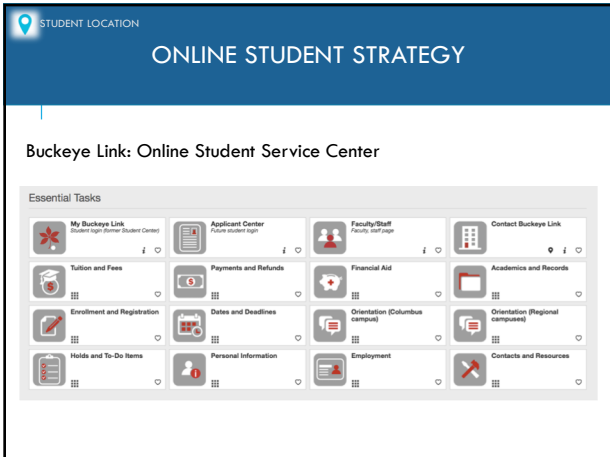 STUDENT LOCATION
ONLINE STUDENT STRATEGY
Buckeye Link: Online Student Service Center
Essential Tasks
My Buckeye Link
Student login (former Student Center)
Applicant Center
Future student login
Faculty/Staff
Faculty, staff page
Contact Buckeye Link
Tuition and Fees
Payments and Refunds
Financial Aid
Academics and Records
Enrollment and Registration
Dates and Deadlines
Orientation (Columbus
campus)
Orientation (Regional
campuses)
Holds and To-Do Items
Personal Information
Employment
Contacts and Resources